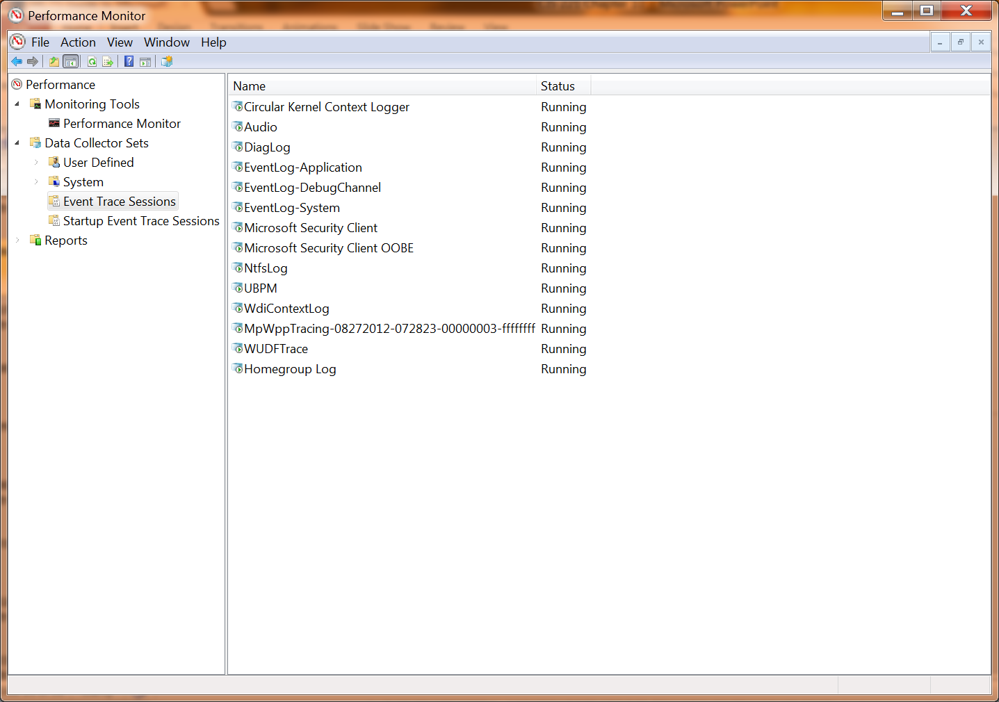 Performance Monitor
File Action View Window Help
Performance
Monitoring Tools
Performance Monitor
Data Collector Sets
User Defined
System
Event Trace Sessions
Startup Event Trace Sessions
Reports
Name Status
Circular Kernel Context Logger Running
Audio Running
DiagLog Running
EventLog-Application Running
EventLog-DebugChannel Running
EventLog-System Running
Microsoft Security Client Running
Microsoft Security Client OOBE Running
NtfsLog Running
UBPM Running
WdiContextLog Running
MpWppTracing-08272012-072823-00000003-ffffffff Running
WUDFTrace Running
Homegroup Log Running